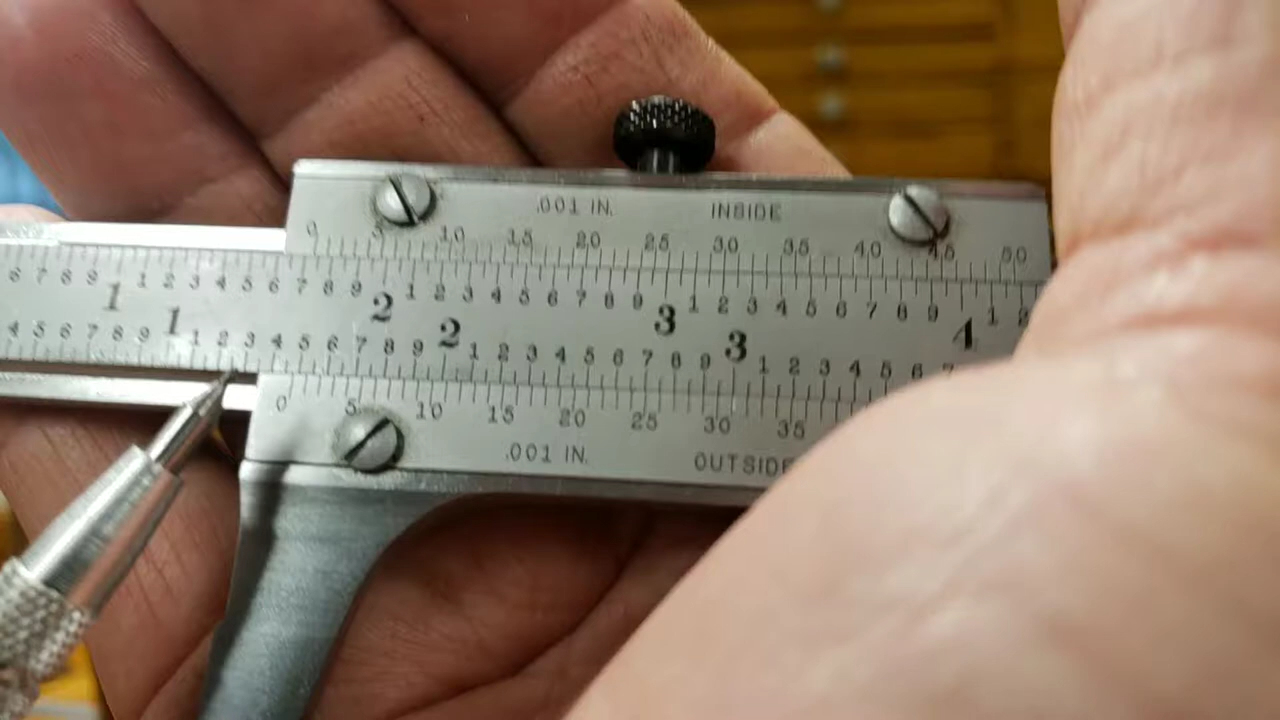 .001 IN. INSIDE
0 5 10 15 20 25 30 35 40 45 50
6 7 8 9 1 1 2 3 4 5 6 7 8 9 2 1 2 3 4 5 6 7 8 9 3 1 2 3 4 5 6 7 8 9 4 1 2
4 5 6 7 8 9 1 1 2 3 4 5 6 7 8 9 2 1 2 3 4 5 6 7 8 9 3 1 2 3 4 5 6 7
0 5 10 15 20 25 30 35
.001 IN. OUTSIDE